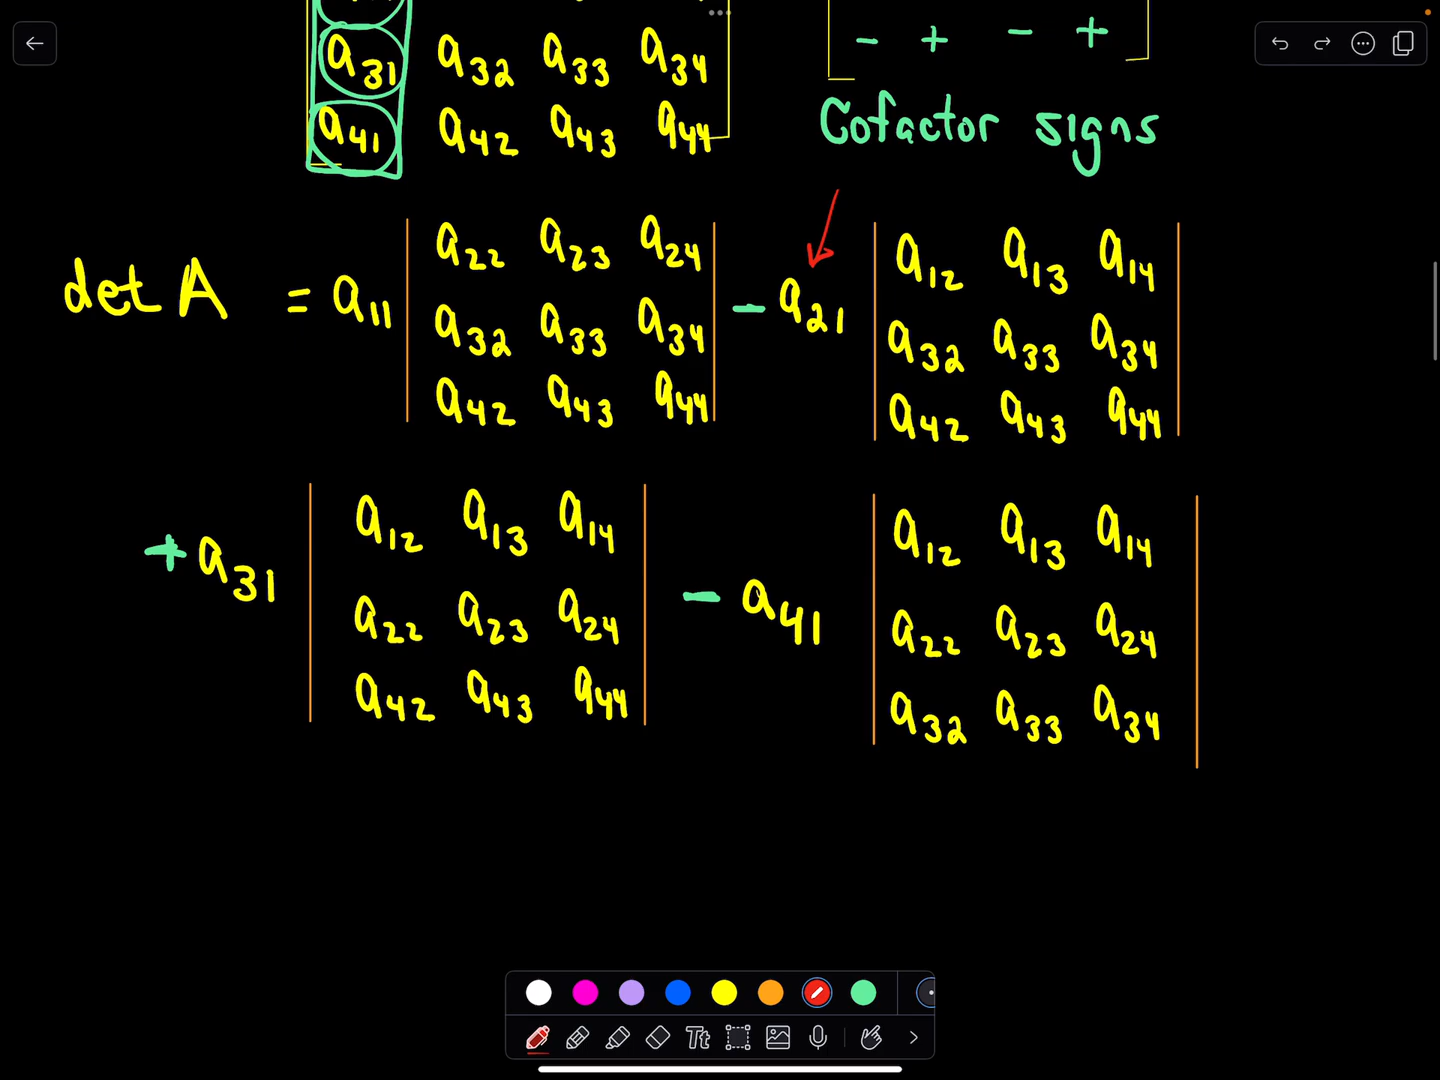 a31 a32 a33 a34
a41 a42 a43 a44
- + - +
Cofactor signs
det A = a11 | a22 a23 a24 | - a21 | a12 a13 a14 |
| a32 a33 a34 | | a32 a33 a34 |
| a42 a43 a44 | | a42 a43 a44 |
+ a31 | a12 a13 a14 | - a41 | a12 a13 a14 |
| a22 a23 a24 | | a22 a23 a24 |
| a42 a43 a44 | | a32 a33 a34 |
Tt